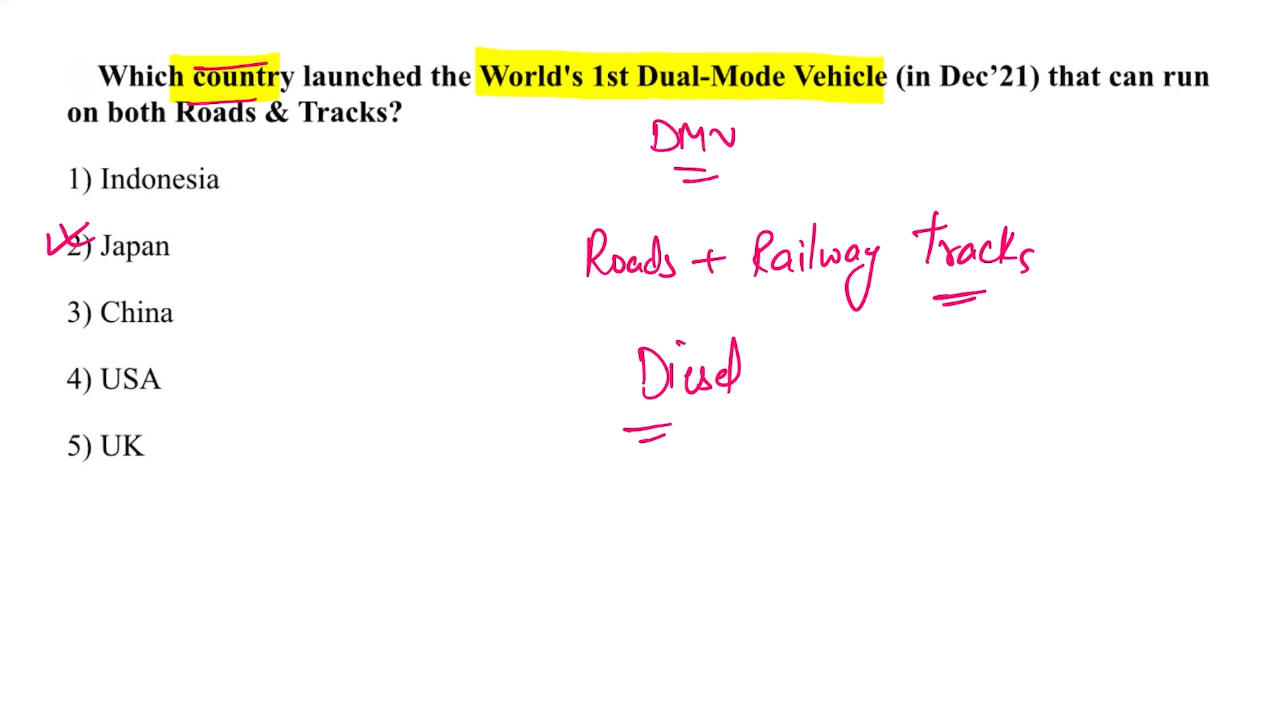 Which country launched the World's 1st Dual-Mode Vehicle (in Dec’21) that can run
on both Roads & Tracks?
DMV
1) Indonesia
2) Japan
Roads + Railway Tracks
3) China
Diesel
4) USA
5) UK